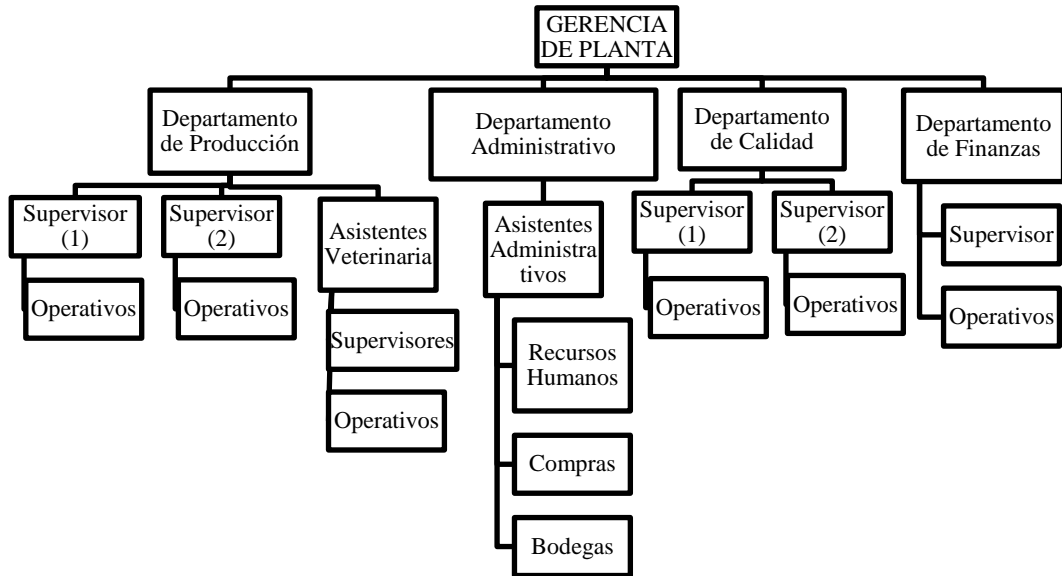 GERENCIA
DE PLANTA
Departamento
de Producción
Departamento
Administrativo
Departamento
de Calidad
Departamento
de Finanzas
Supervisor
(1)
Operativos
Supervisor
(2)
Operativos
Asistentes
Veterinaria
Supervisores
Operativos
Asistentes
Administra
tivos
Recursos
Humanos
Compras
Bodegas
Supervisor
(1)
Operativos
Supervisor
(2)
Operativos
Supervisor
Operativos